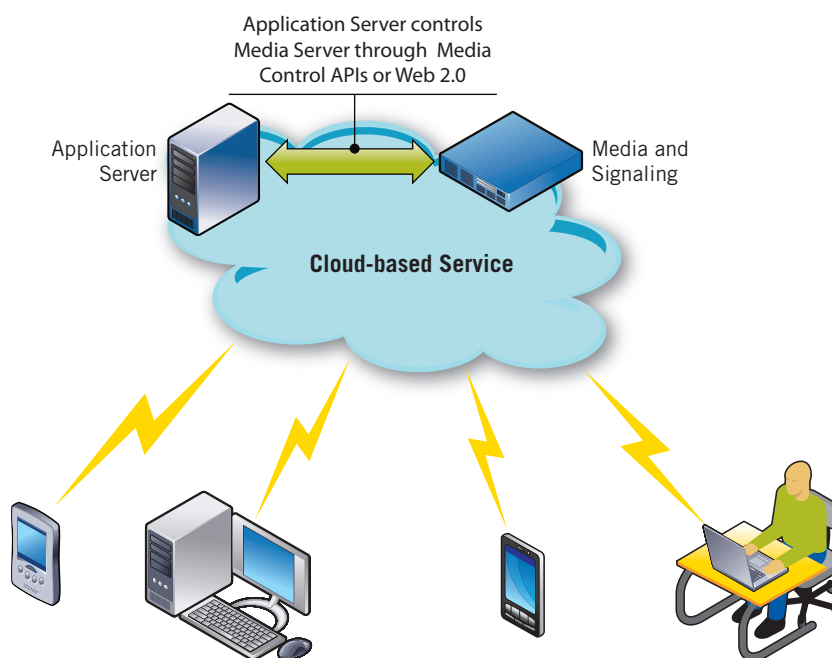 Application Server controls
Media Server through Media
Control APIs or Web 2.0
Application
Server
Media and
Signaling
Cloud-based Service